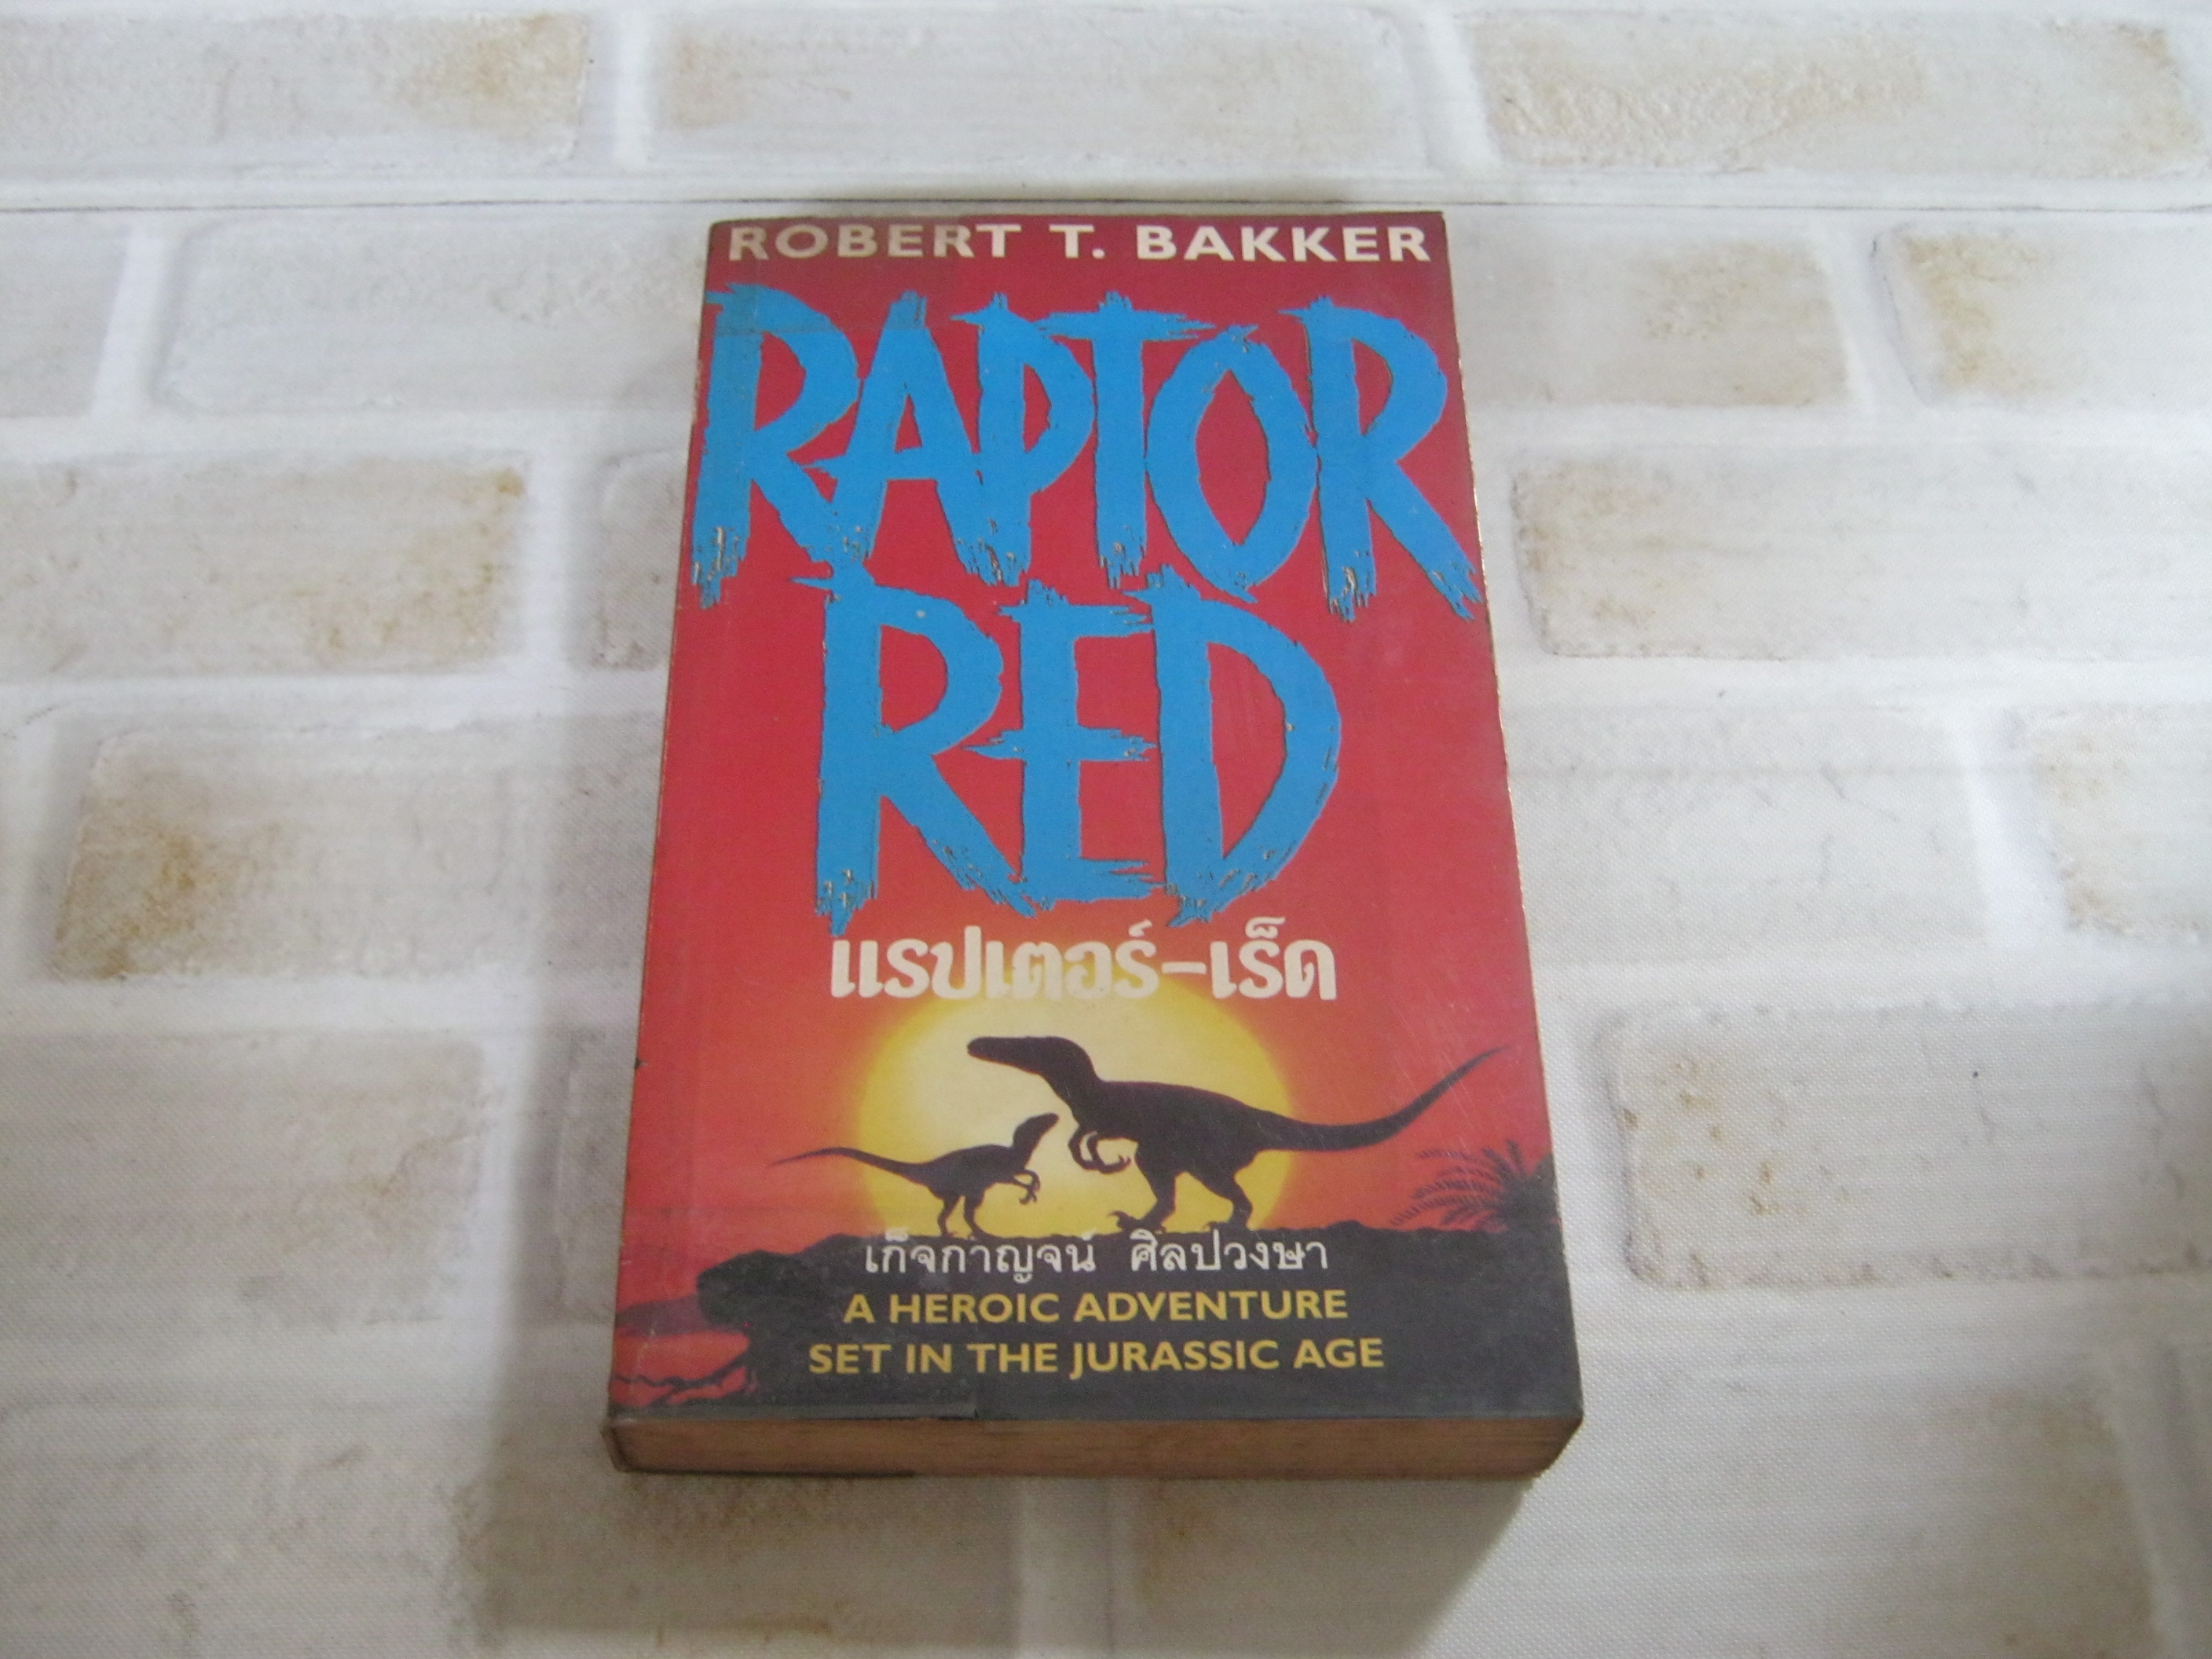 ROBERT T. BAKKER
RAPTOR
RED
แรปเตอร์-เร็ด
เก็จกาญจน์ ศิลปวงษา
A HEROIC ADVENTURE
SET IN THE JURASSIC AGE